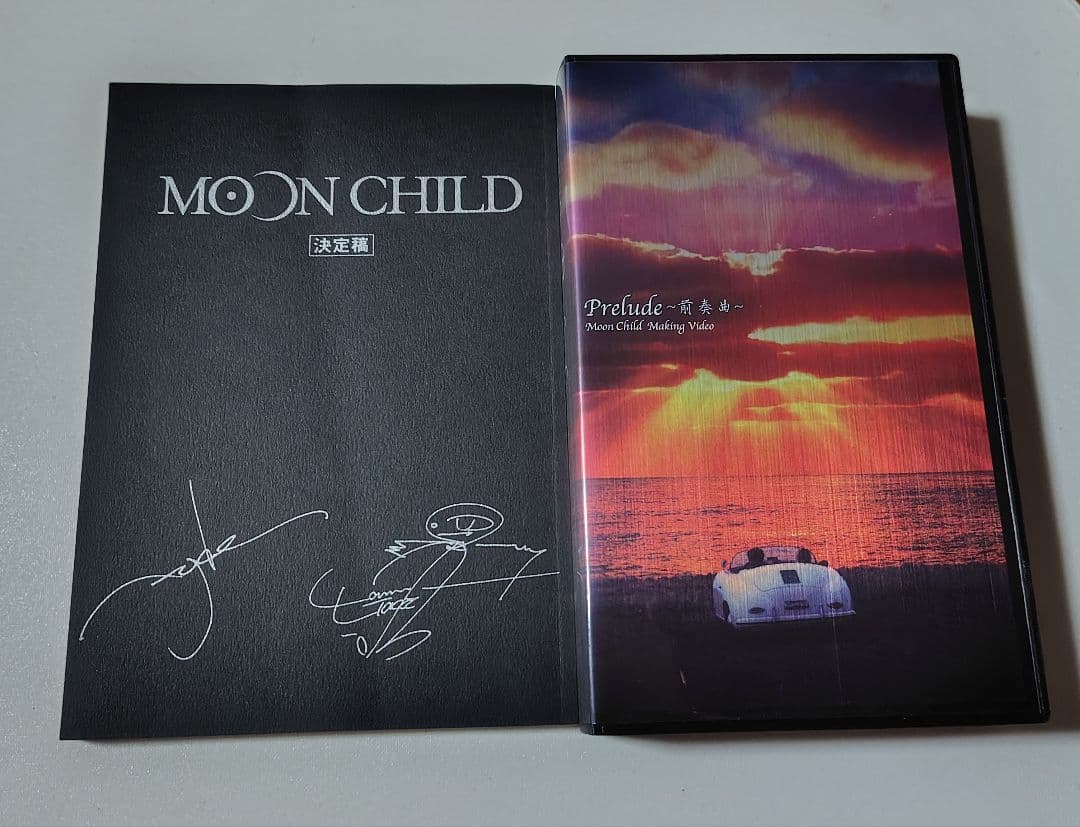 MOON CHILD
決定稿
Prelude ~前奏曲~
Moon Child Making Video